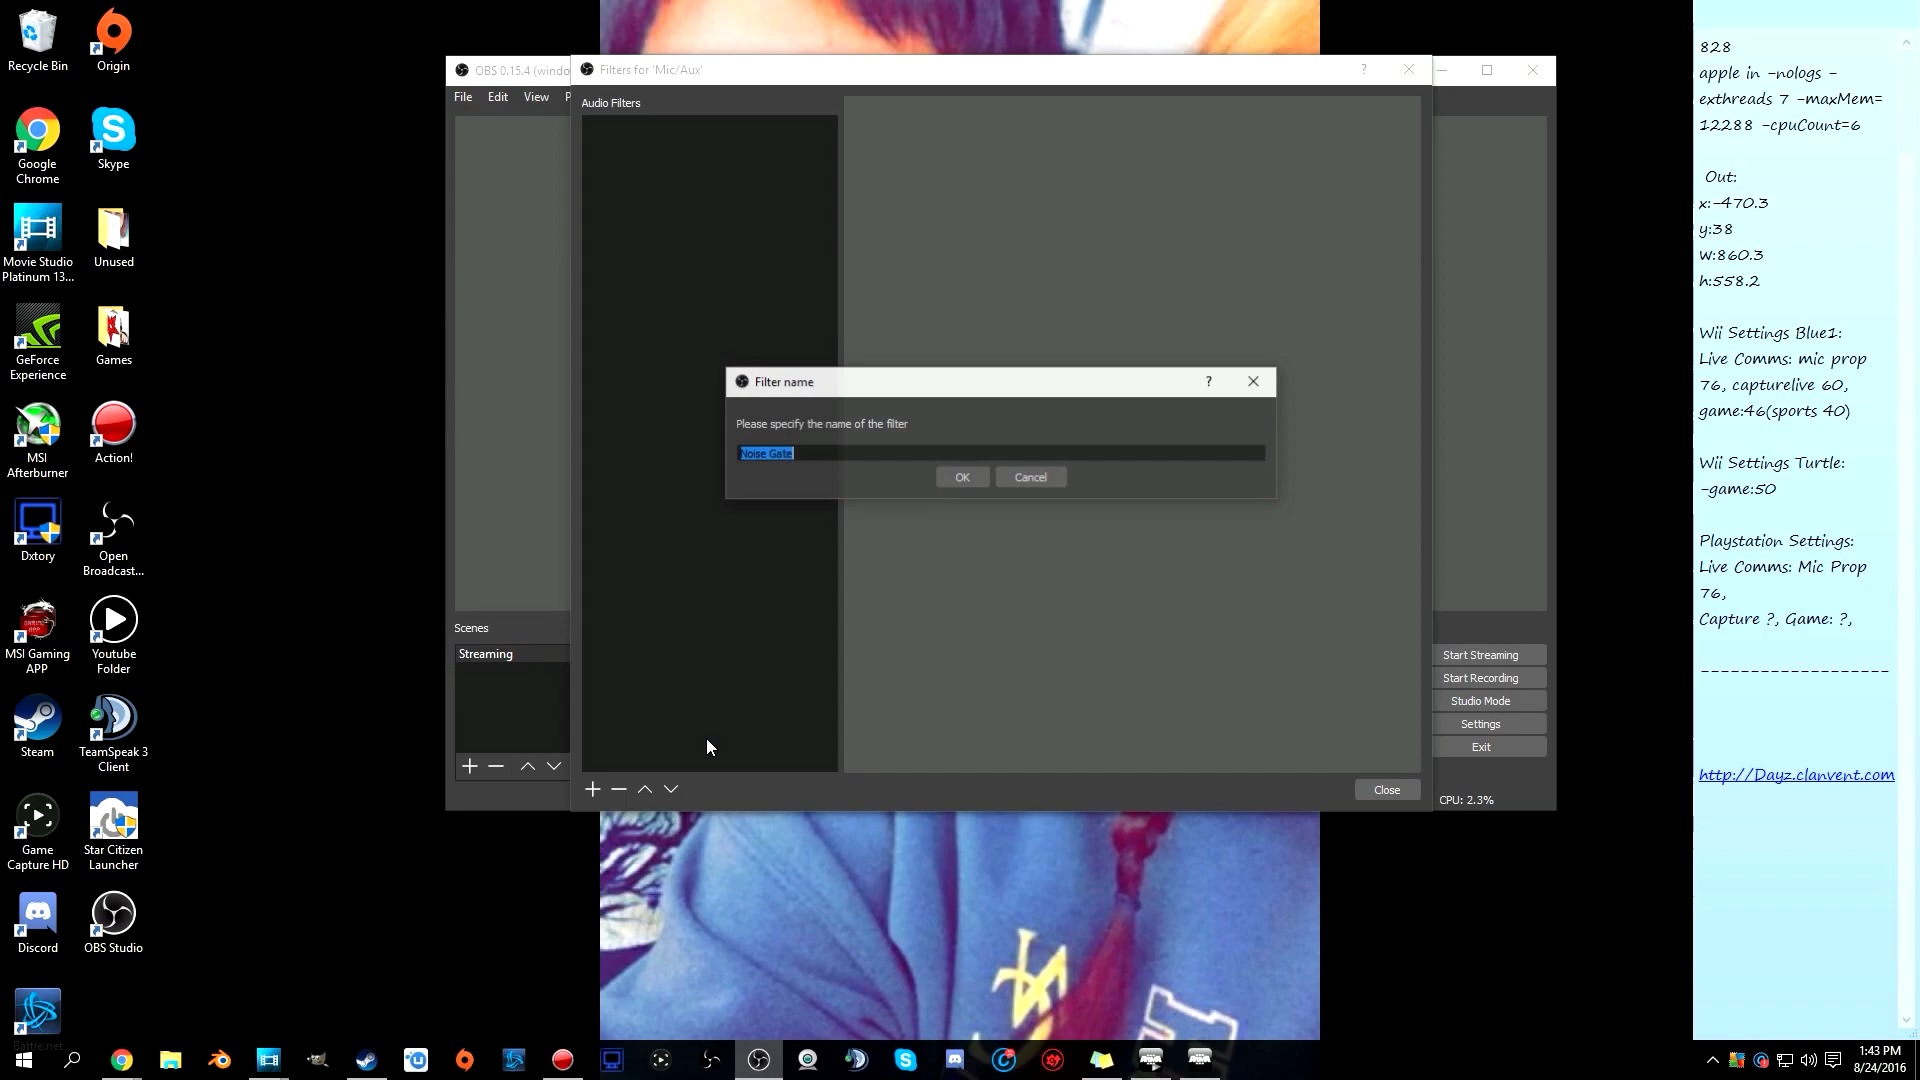 Recycle Bin
Origin
Google Chrome
Skype
Movie Studio Platinum 13...
Unused
GeForce Experience
Games
MSI Afterburner
Action!
Dxtory
Open Broadcast...
MSI Gaming APP
Youtube Folder
Steam
TeamSpeak 3 Client
Game Capture HD
Star Citizen Launcher
Discord
OBS Studio
Battle.net
OBS 0.15.4 (windo
File Edit View P
Scenes
Streaming
Filters for 'Mic/Aux'
Audio Filters
Filter name
Please specify the name of the filter
Noise Gate
OK Cancel
Close
Start Streaming
Start Recording
Studio Mode
Settings
Exit
CPU: 2.3%
828
apple in -nologs -
exthreads 7 -maxMem=
12288 -cpuCount=6
Out:
x:-470.3
y:38
W:860.3
h:558.2
Wii Settings Blue1:
Live Comms: mic prop
76, capturelive 60,
game:46(sports 40)
Wii Settings Turtle:
-game:50
Playstation Settings:
Live Comms: Mic Prop
76,
Capture ?, Game: ?,
-------------------
http://Dayz.clanvent.com
1:43 PM
8/24/2016